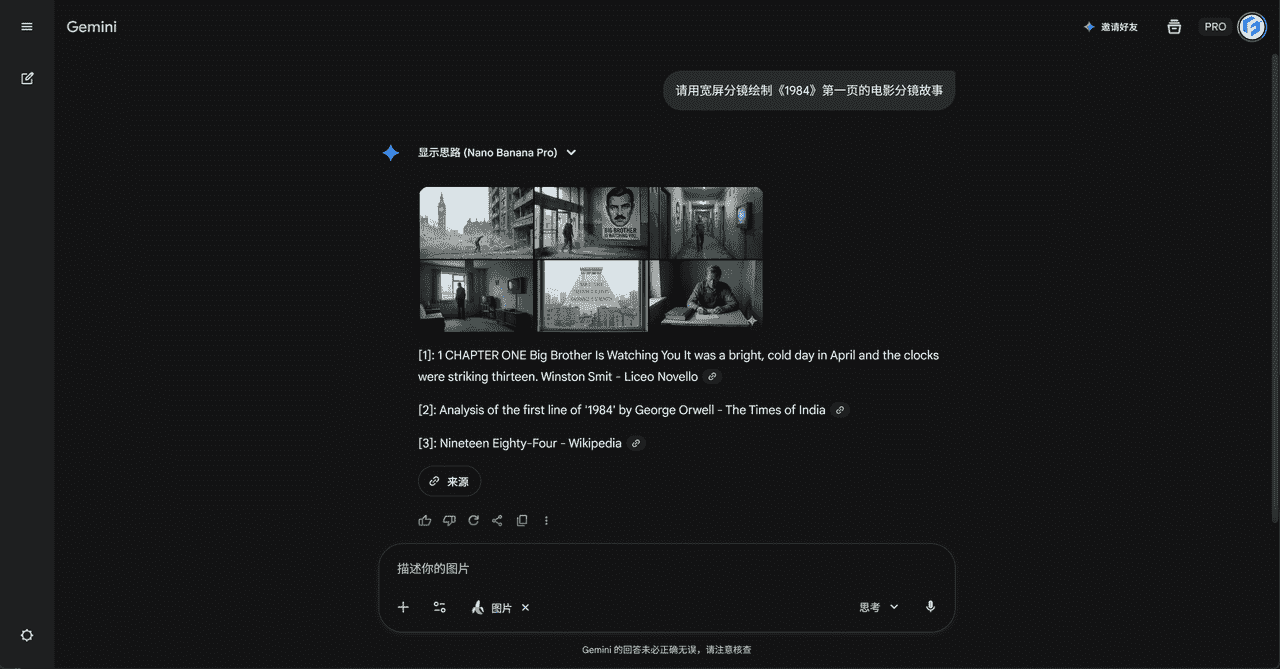 Gemini
邀请好友
PRO
请用宽屏分镜绘制《1984》第一页的电影分镜故事
显示思路 (Nano Banana Pro)
BIG BROTHER
IS WATCHING YOU
[1]: 1 CHAPTER ONE Big Brother Is Watching You It was a bright, cold day in April and the clocks
were striking thirteen. Winston Smit - Liceo Novello
[2]: Analysis of the first line of '1984' by George Orwell - The Times of India
[3]: Nineteen Eighty-Four - Wikipedia
来源
描述你的图片
图片
思考
Gemini 的回答未必正确无误，请注意核查